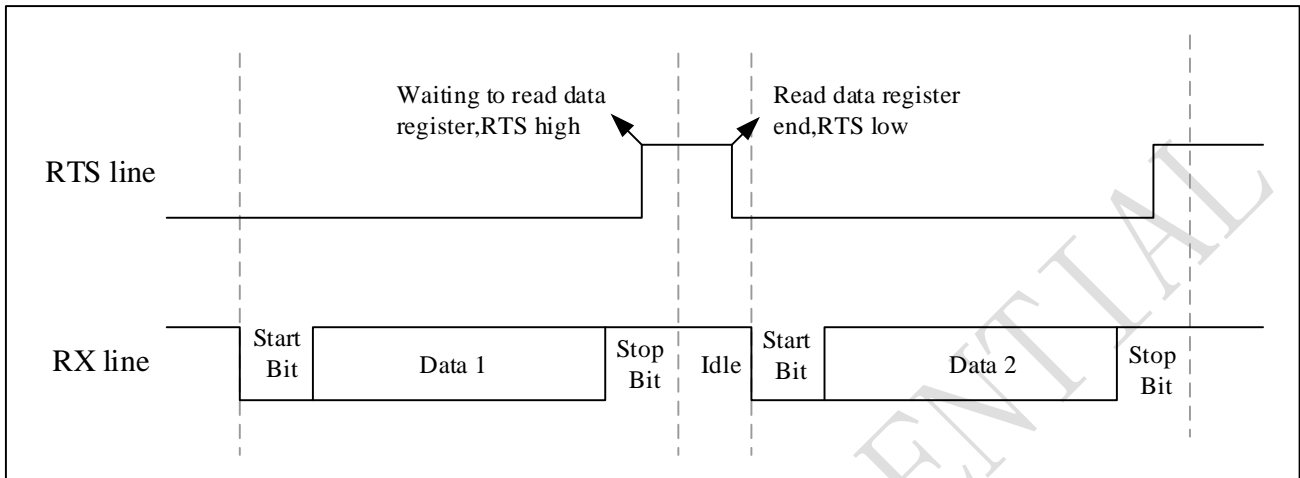 Waiting to read data
register,RTS high
Read data register
end,RTS low
RTS line
RX line
Start
Bit
Data 1
Stop
Bit
Idle
Start
Bit
Data 2
Stop
Bit
ENTIAL